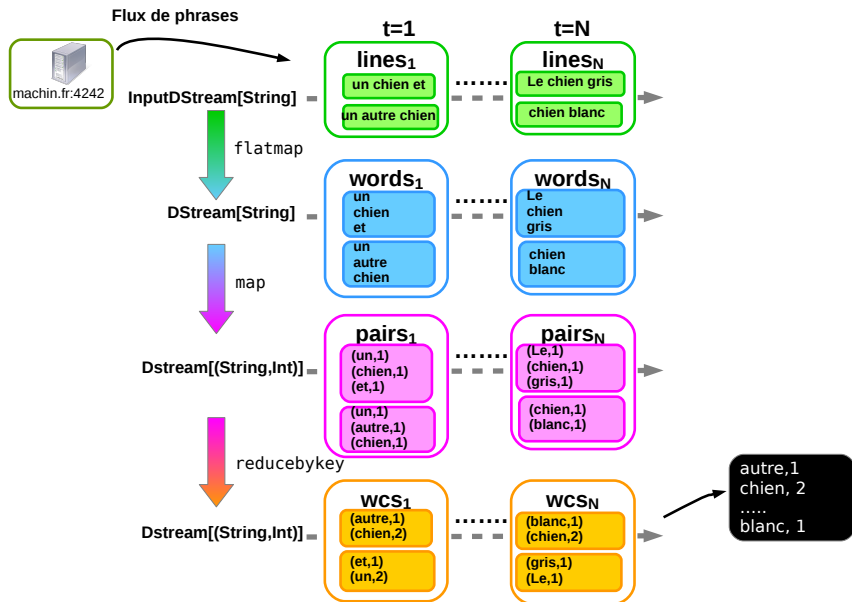 Flux de phrases
t=1
t=N
machin.fr:4242
InputDStream[String]
lines1
un chien et
un autre chien
........
linesN
Le chien gris
chien blanc
flatmap
DStream[String]
words1
un
chien
et
un
autre
chien
........
wordsN
Le
chien
gris
chien
blanc
map
Dstream[(String,Int)]
pairs1
(un,1)
(chien,1)
(et,1)
(un,1)
(autre,1)
(chien,1)
........
pairsN
(Le,1)
(chien,1)
(gris,1)
(chien,1)
(blanc,1)
reducebykey
Dstream[(String,Int)]
wcs1
(autre,1)
(chien,2)
(et,1)
(un,2)
........
wcsN
(blanc,1)
(chien,2)
(gris,1)
(Le,1)
autre,1
chien, 2
.....
blanc, 1